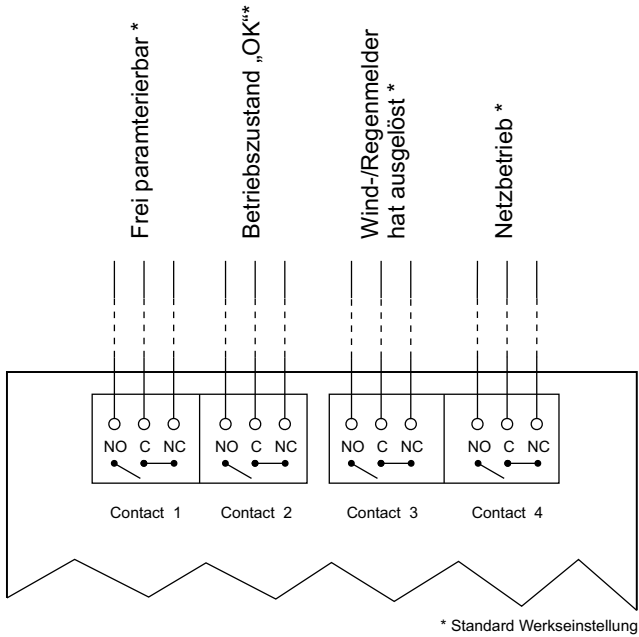 Frei paramterierbar *
Betriebszustand „OK“*
Wind-/Regenmelder
hat ausgelöst *
Netzbetrieb *
NO C NC
NO C NC
NO C NC
NO C NC
Contact 1
Contact 2
Contact 3
Contact 4
* Standard Werkseinstellung